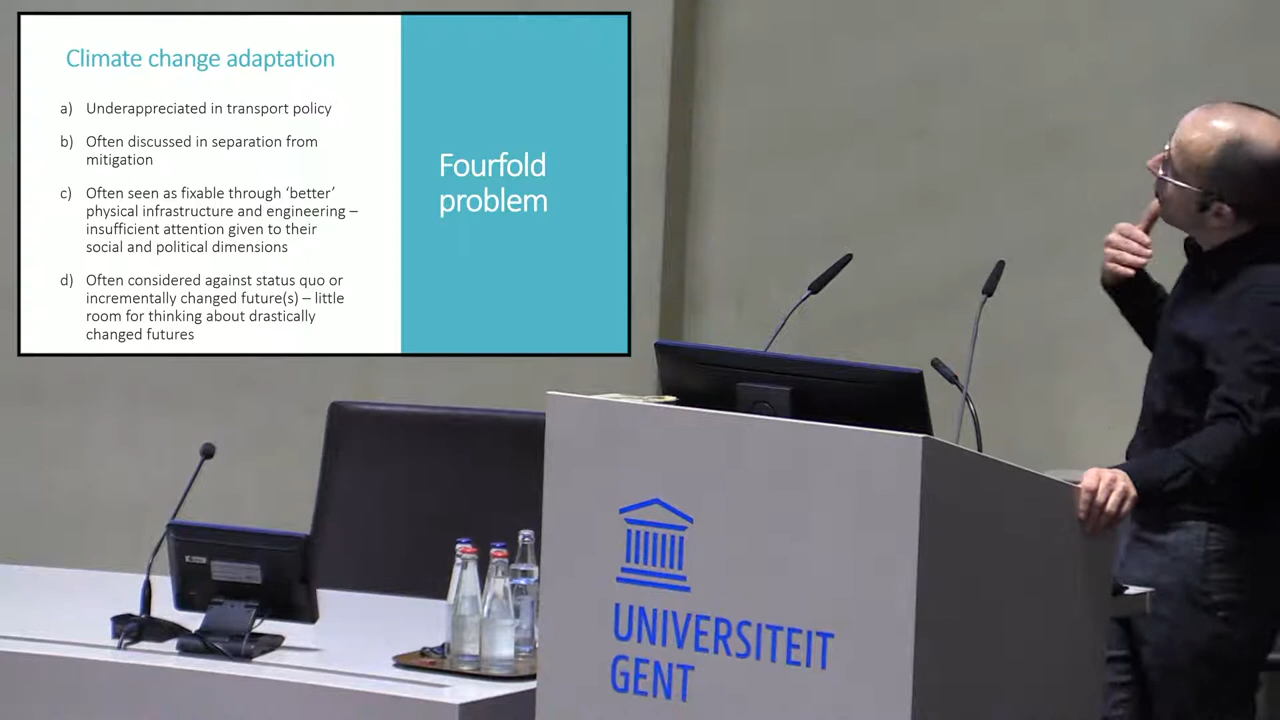 Climate change adaptation
a) Underappreciated in transport policy
b) Often discussed in separation from
mitigation
c) Often seen as fixable through ‘better’
physical infrastructure and engineering –
insufficient attention given to their
social and political dimensions
d) Often considered against status quo or
incrementally changed future(s) – little
room for thinking about drastically
changed futures
Fourfold
problem
UNIVERSITEIT
GENT